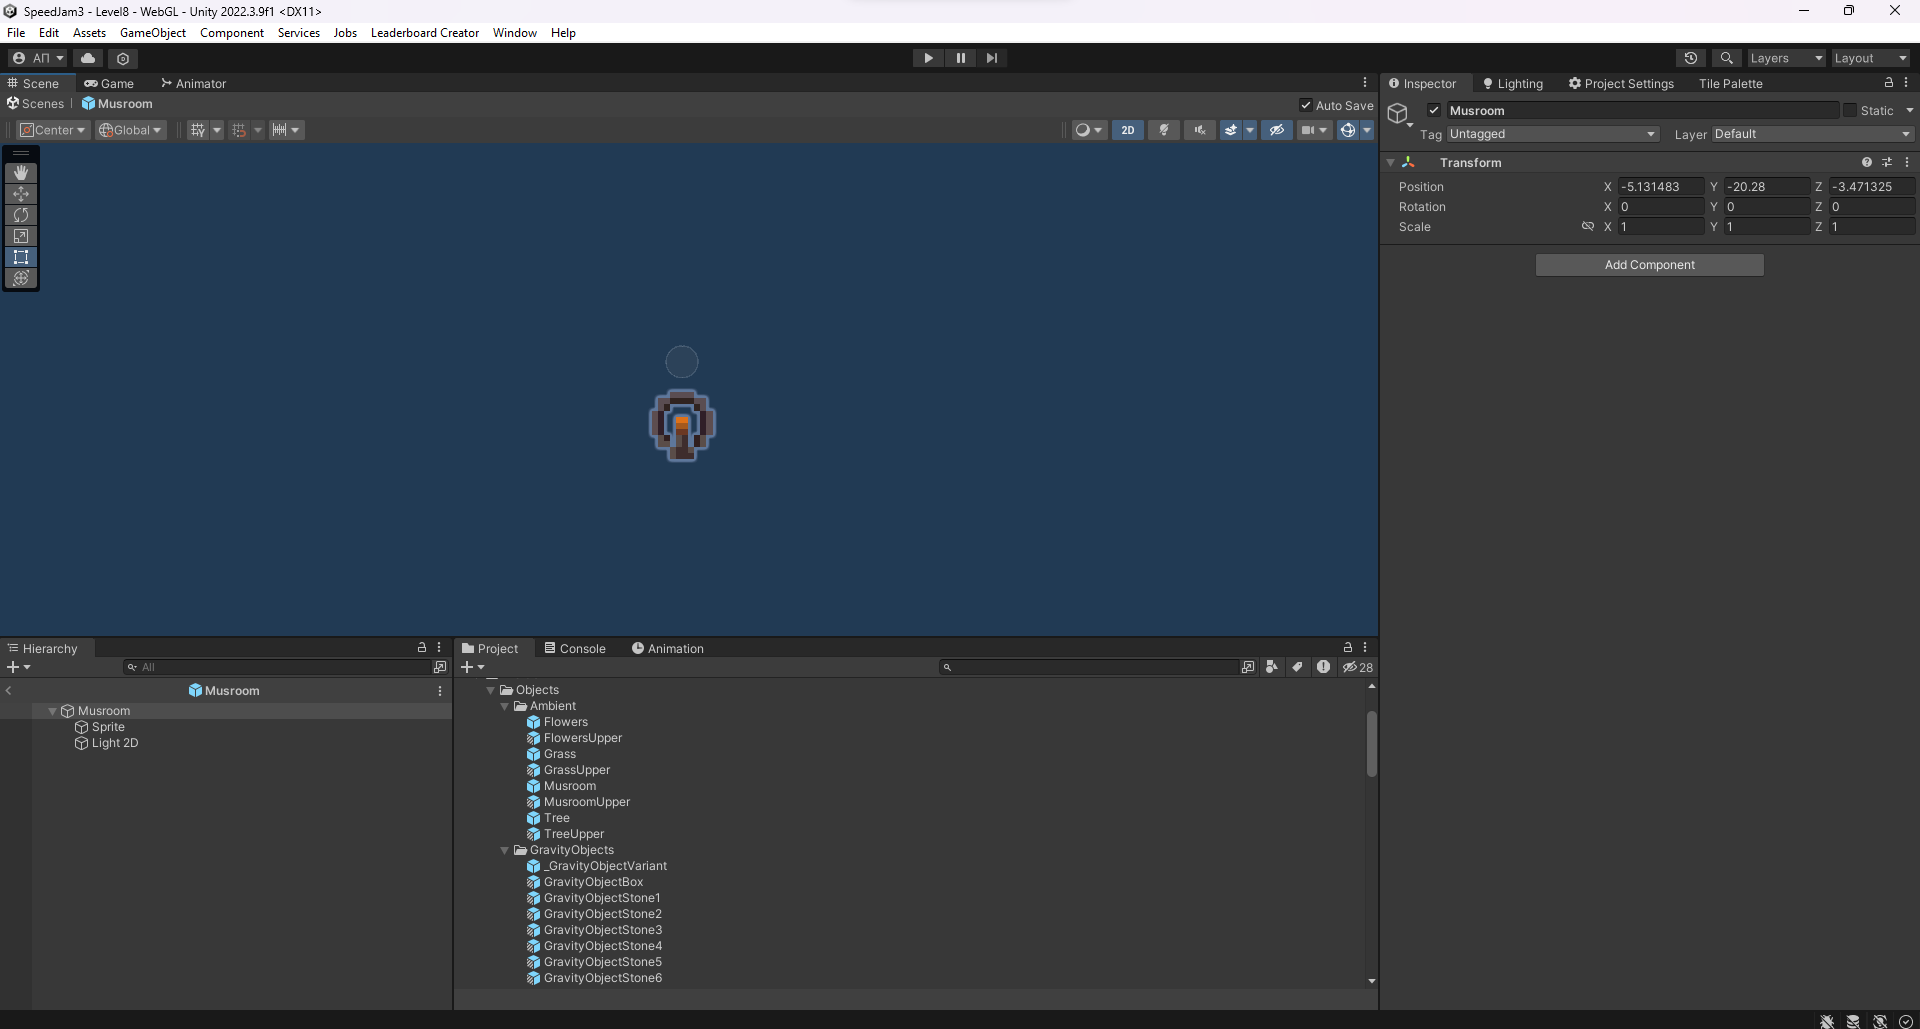 SpeedJam3 - Level8 - WebGL - Unity 2022.3.9f1 <DX11>
File Edit Assets GameObject Component Services Jobs Leaderboard Creator Window Help
АП Layers Layout
Scene Game Animator
Scenes | Musroom Auto Save
Center Global 2D
Inspector Lighting Project Settings Tile Palette
Musroom Static
Tag Untagged Layer Default
Transform
Position X -5.131483 Y -20.28 Z -3.471325
Rotation X 0 Y 0 Z 0
Scale X 1 Y 1 Z 1
Add Component
Hierarchy
All
Musroom
Musroom
Sprite
Light 2D
Project Console Animation
28
Objects
Ambient
Flowers
FlowersUpper
Grass
GrassUpper
Musroom
MusroomUpper
Tree
TreeUpper
GravityObjects
_GravityObjectVariant
GravityObjectBox
GravityObjectStone1
GravityObjectStone2
GravityObjectStone3
GravityObjectStone4
GravityObjectStone5
GravityObjectStone6